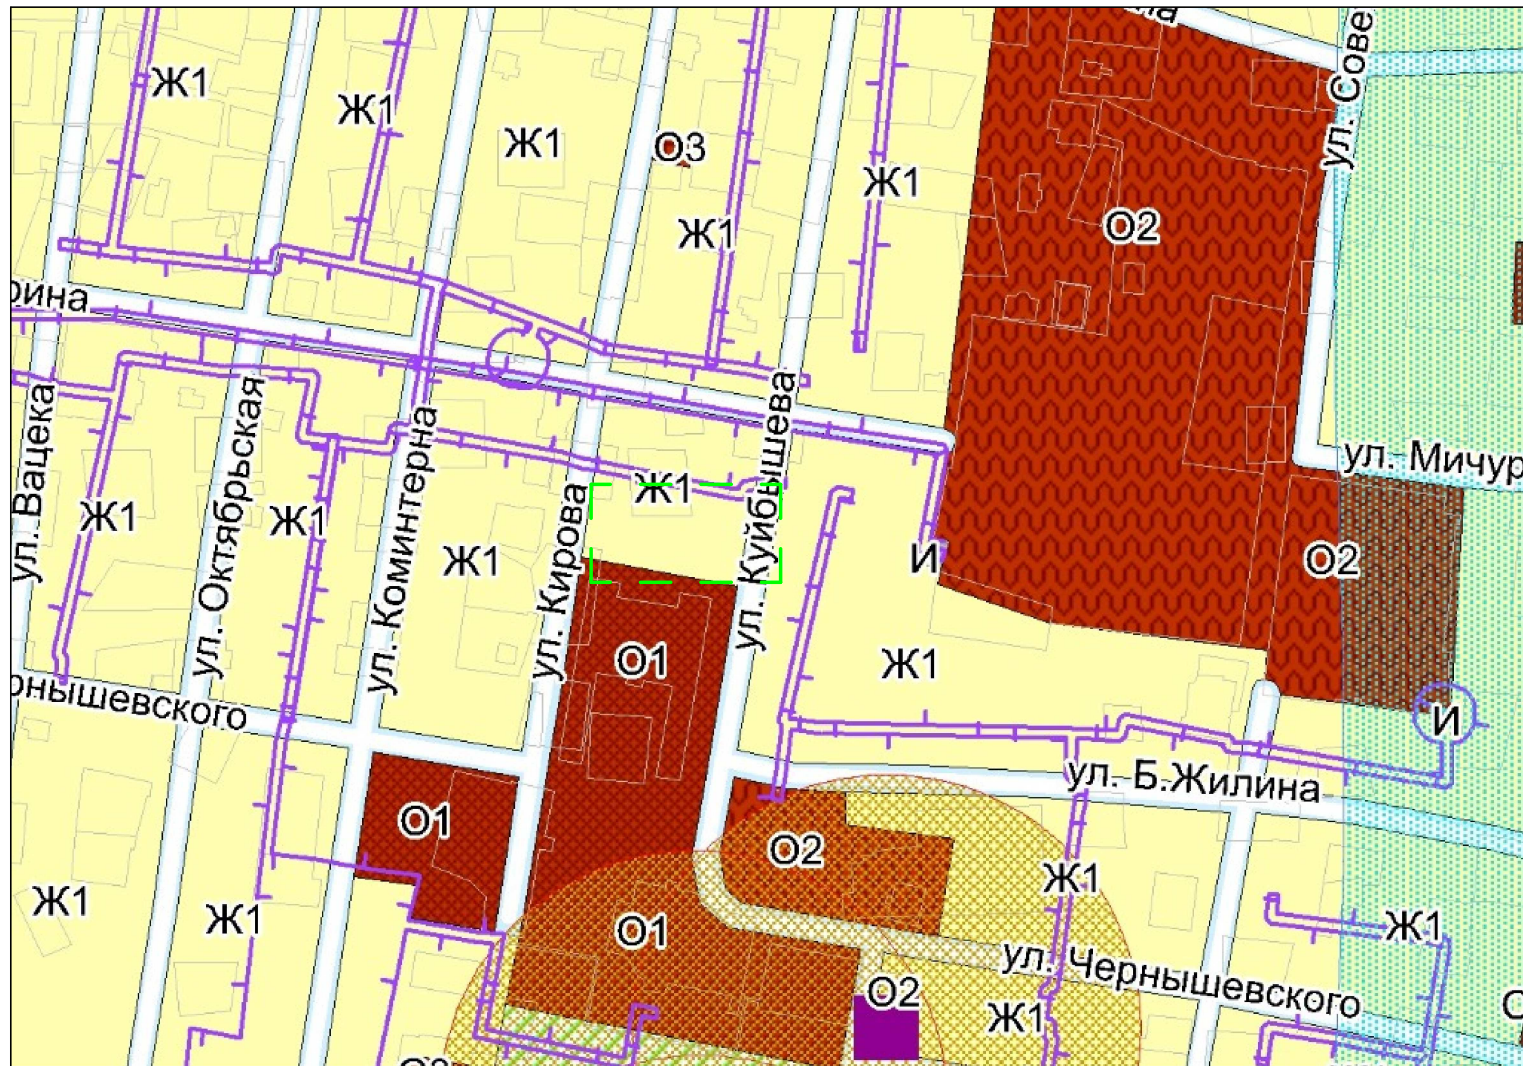 на
ул. Сове
Ж1
Ж1
Ж1
О3
Ж1
Ж1
О2
рина
ул. Вацека
ул. Октябрьская
ул. Коминтерна
ул. Кирова
ул. Куйбышева
ул. Мичур
Ж1
Ж1
Ж1
Ж1
И
О2
О1
Ж1
рнышевского
И
ул. Б.Жилина
О1
О2
Ж1
Ж1
Ж1
О1
Ж1
ул. Чернышевского
О2
Ж1